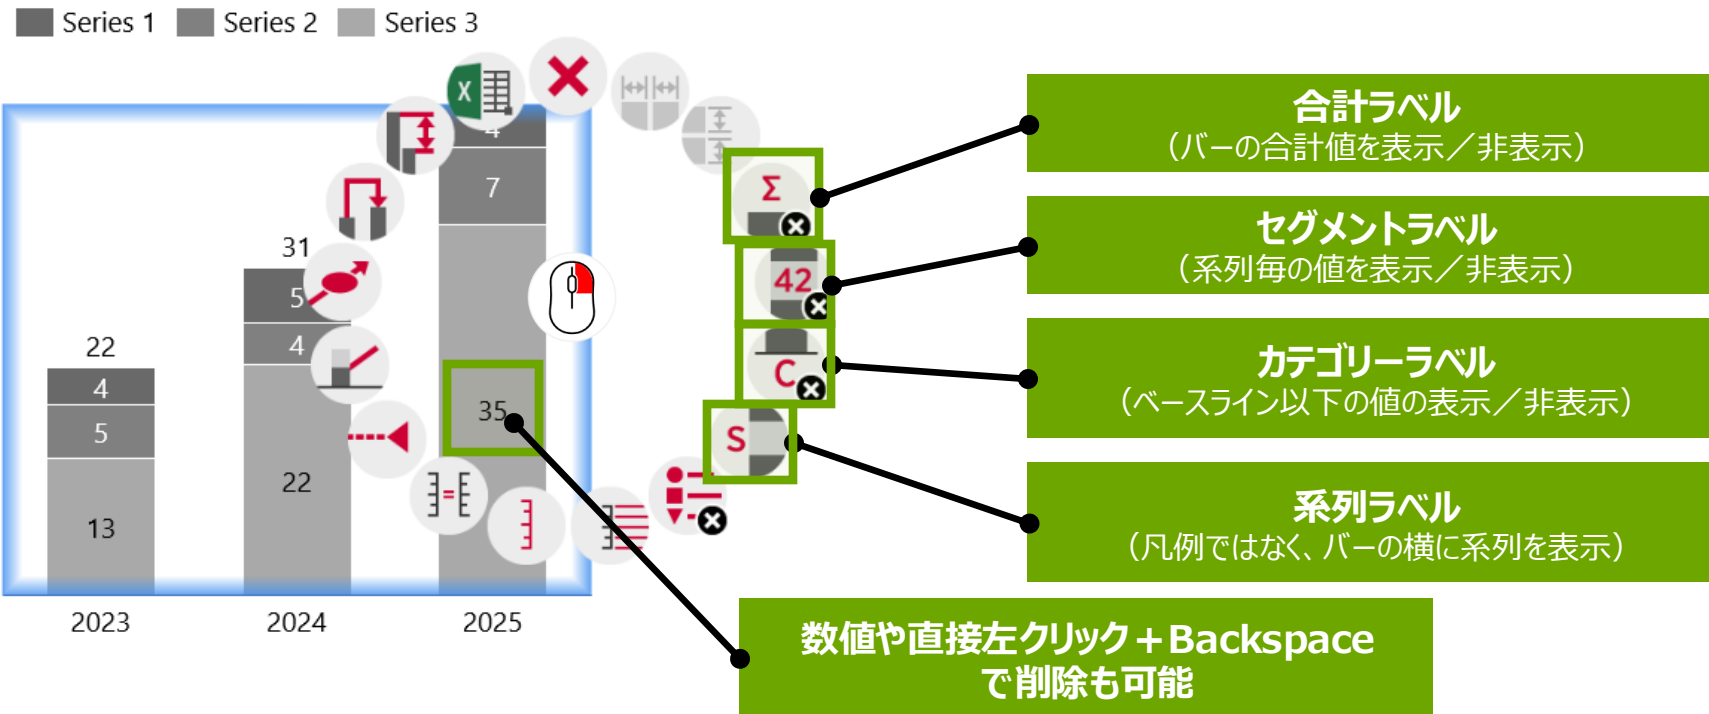 Series 1 Series 2 Series 3
X
合計ラベル
（バーの合計値を表示／非表示）
4
Σ
7
セグメントラベル
（系列毎の値を表示／非表示）
31
42
5
4
22
カテゴリーラベル
（ベースライン以下の値の表示／非表示）
C
4
35
5
S
22
系列ラベル
（凡例ではなく、バーの横に系列を表示）
13
=
2023 2024 2025
数値や直接左クリック＋Backspace
で削除も可能